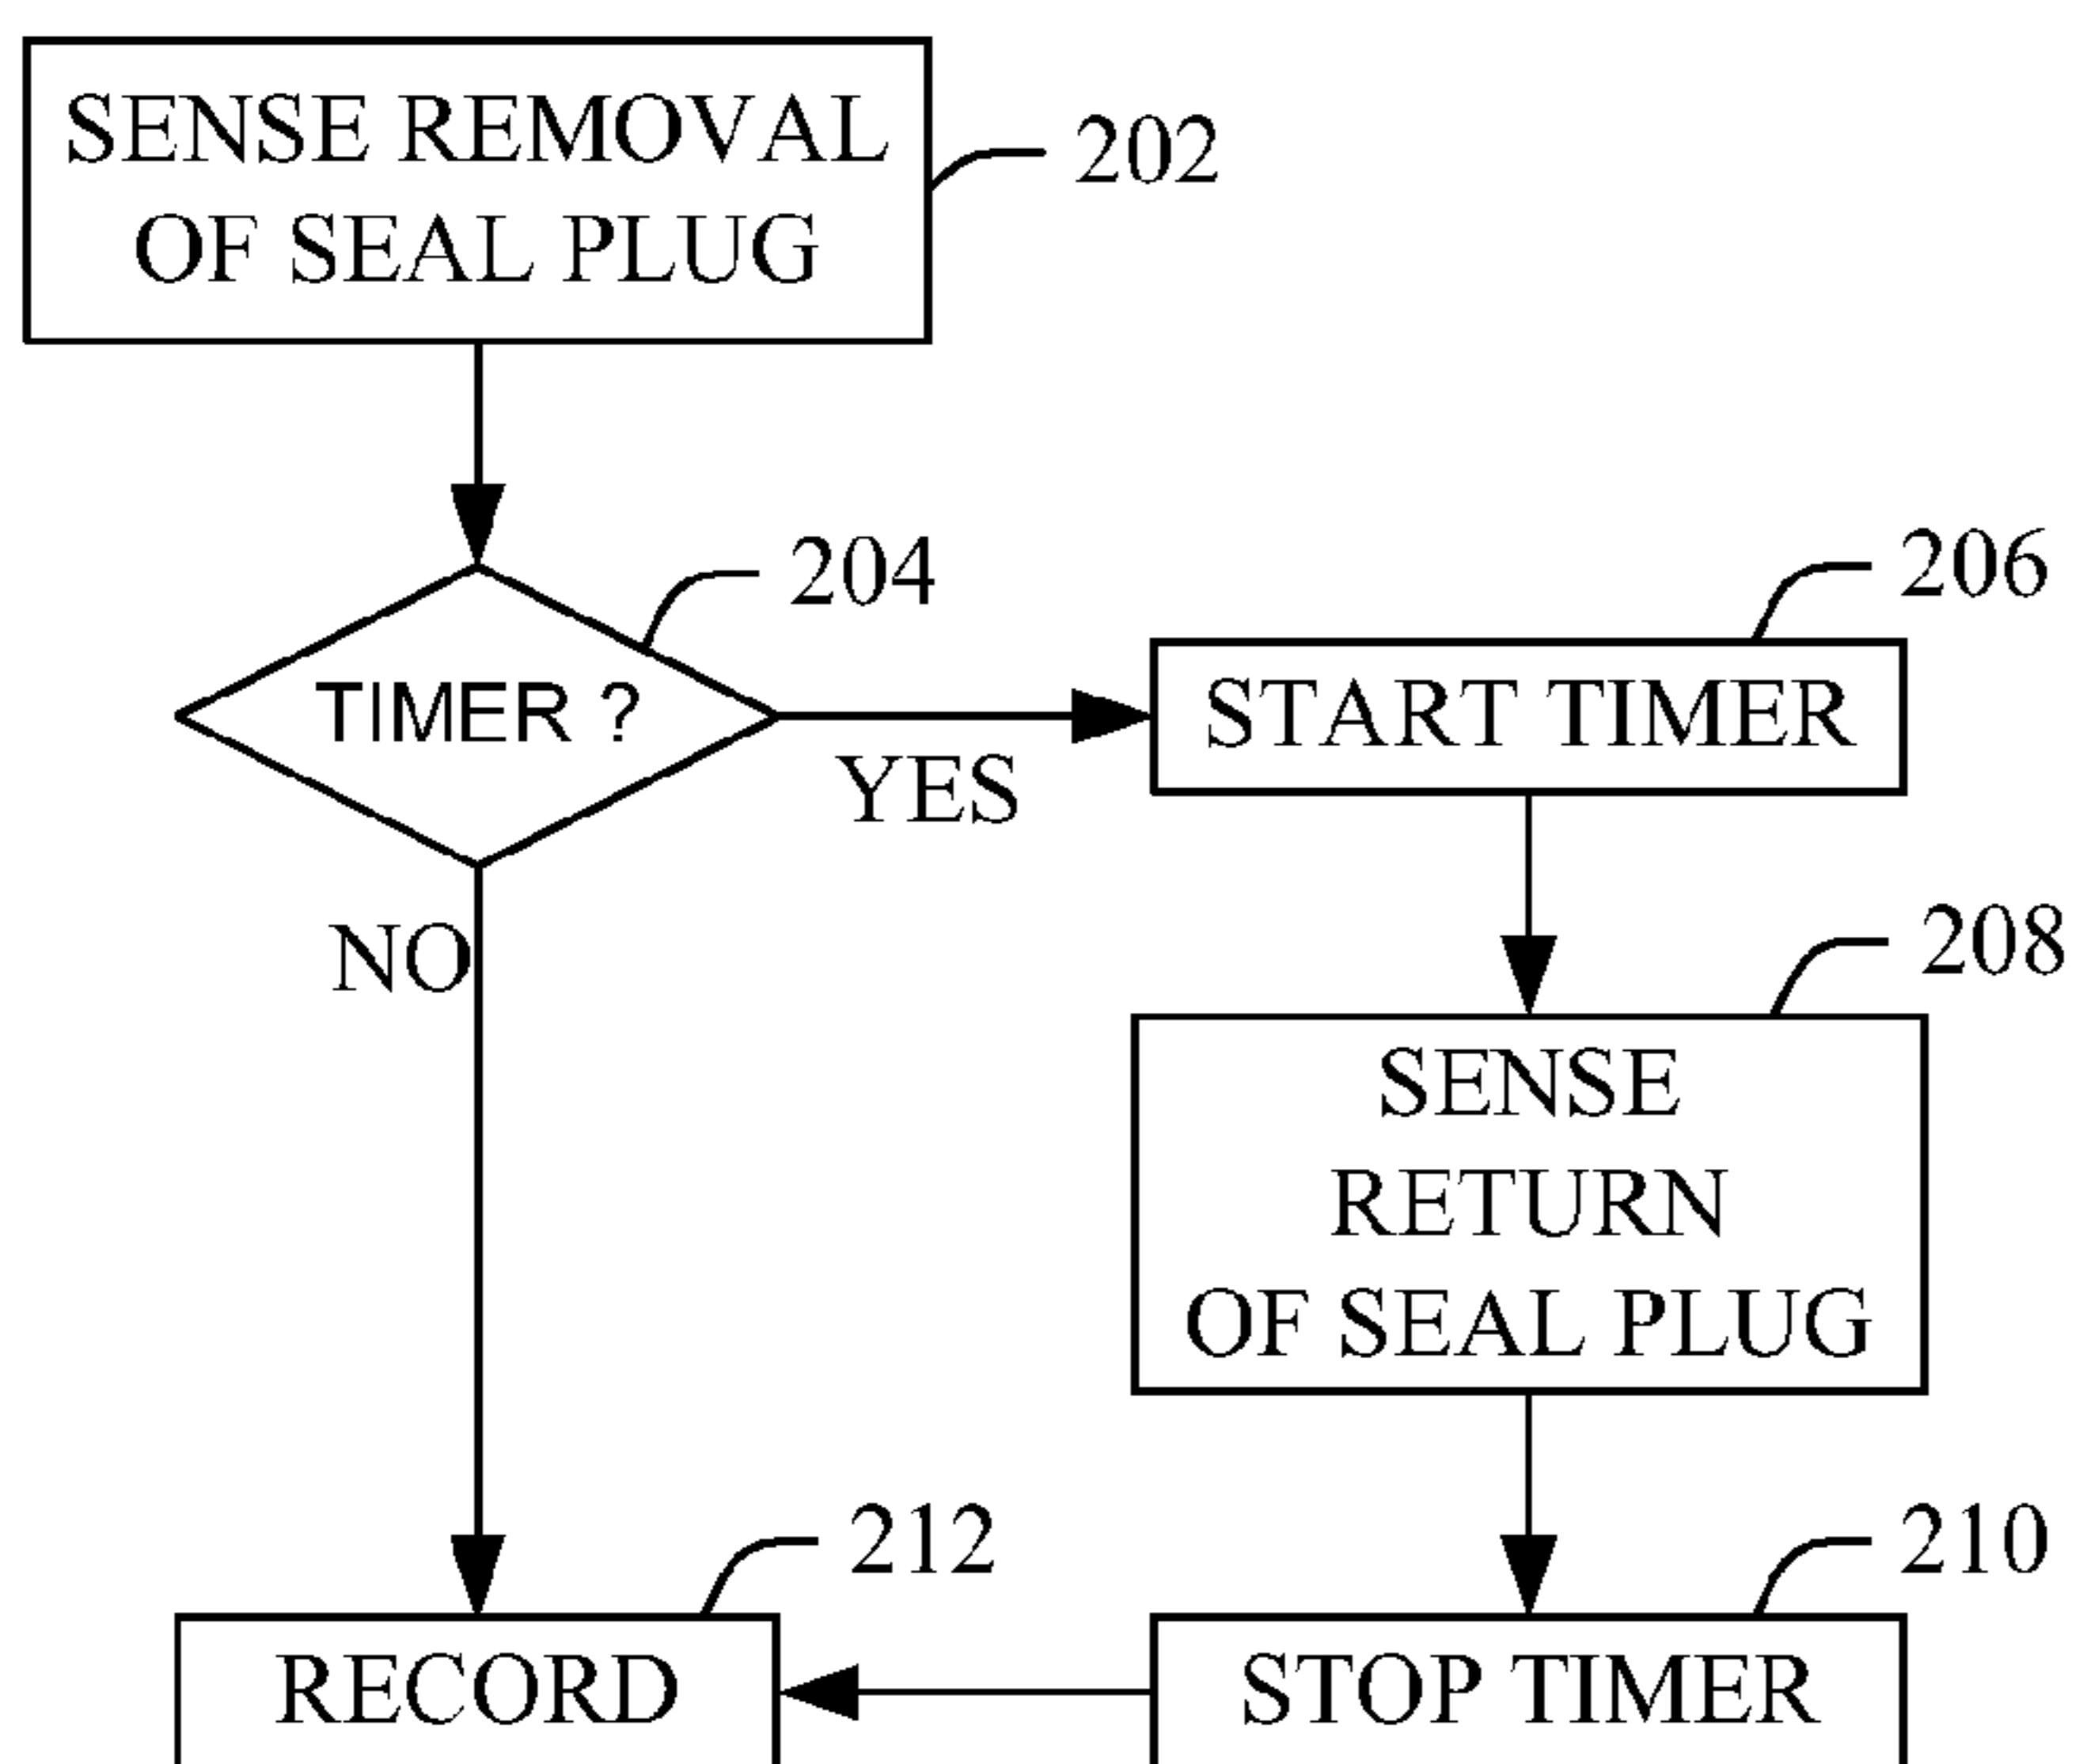 SENSE REMOVAL
OF SEAL PLUG
202
204
TIMER ?
YES
NO
206
START TIMER
208
SENSE
RETURN
OF SEAL PLUG
210
STOP TIMER
212
RECORD